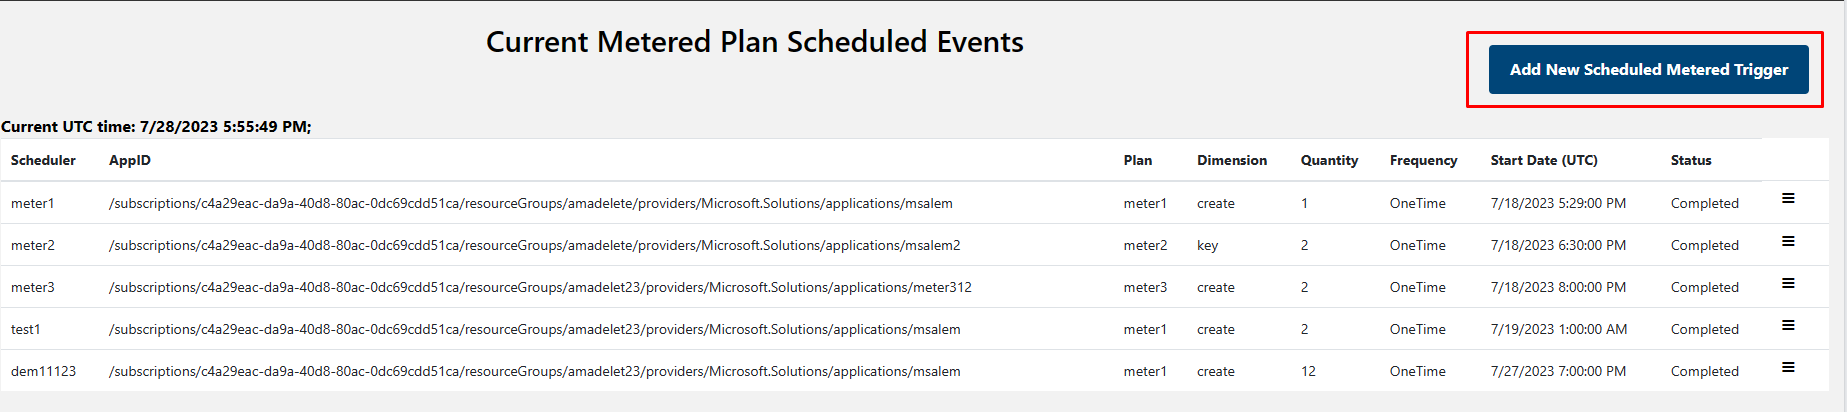 Current Metered Plan Scheduled Events
Add New Scheduled Metered Trigger
Current UTC time: 7/28/2023 5:55:49 PM;
Scheduler AppID Plan Dimension Quantity Frequency Start Date (UTC) Status
meter1 /subscriptions/c4a29eac-da9a-40d8-80ac-0dc69cdd51ca/resourceGroups/amadelete/providers/Microsoft.Solutions/applications/msalem meter1 create 1 OneTime 7/18/2023 5:29:00 PM Completed
meter2 /subscriptions/c4a29eac-da9a-40d8-80ac-0dc69cdd51ca/resourceGroups/amadelete/providers/Microsoft.Solutions/applications/msalem2 meter2 key 2 OneTime 7/18/2023 6:30:00 PM Completed
meter3 /subscriptions/c4a29eac-da9a-40d8-80ac-0dc69cdd51ca/resourceGroups/amadelet23/providers/Microsoft.Solutions/applications/meter312 meter3 create 2 OneTime 7/18/2023 8:00:00 PM Completed
test1 /subscriptions/c4a29eac-da9a-40d8-80ac-0dc69cdd51ca/resourceGroups/amadelet23/providers/Microsoft.Solutions/applications/msalem meter1 create 2 OneTime 7/19/2023 1:00:00 AM Completed
dem11123 /subscriptions/c4a29eac-da9a-40d8-80ac-0dc69cdd51ca/resourceGroups/amadelet23/providers/Microsoft.Solutions/applications/msalem meter1 create 12 OneTime 7/27/2023 7:00:00 PM Completed